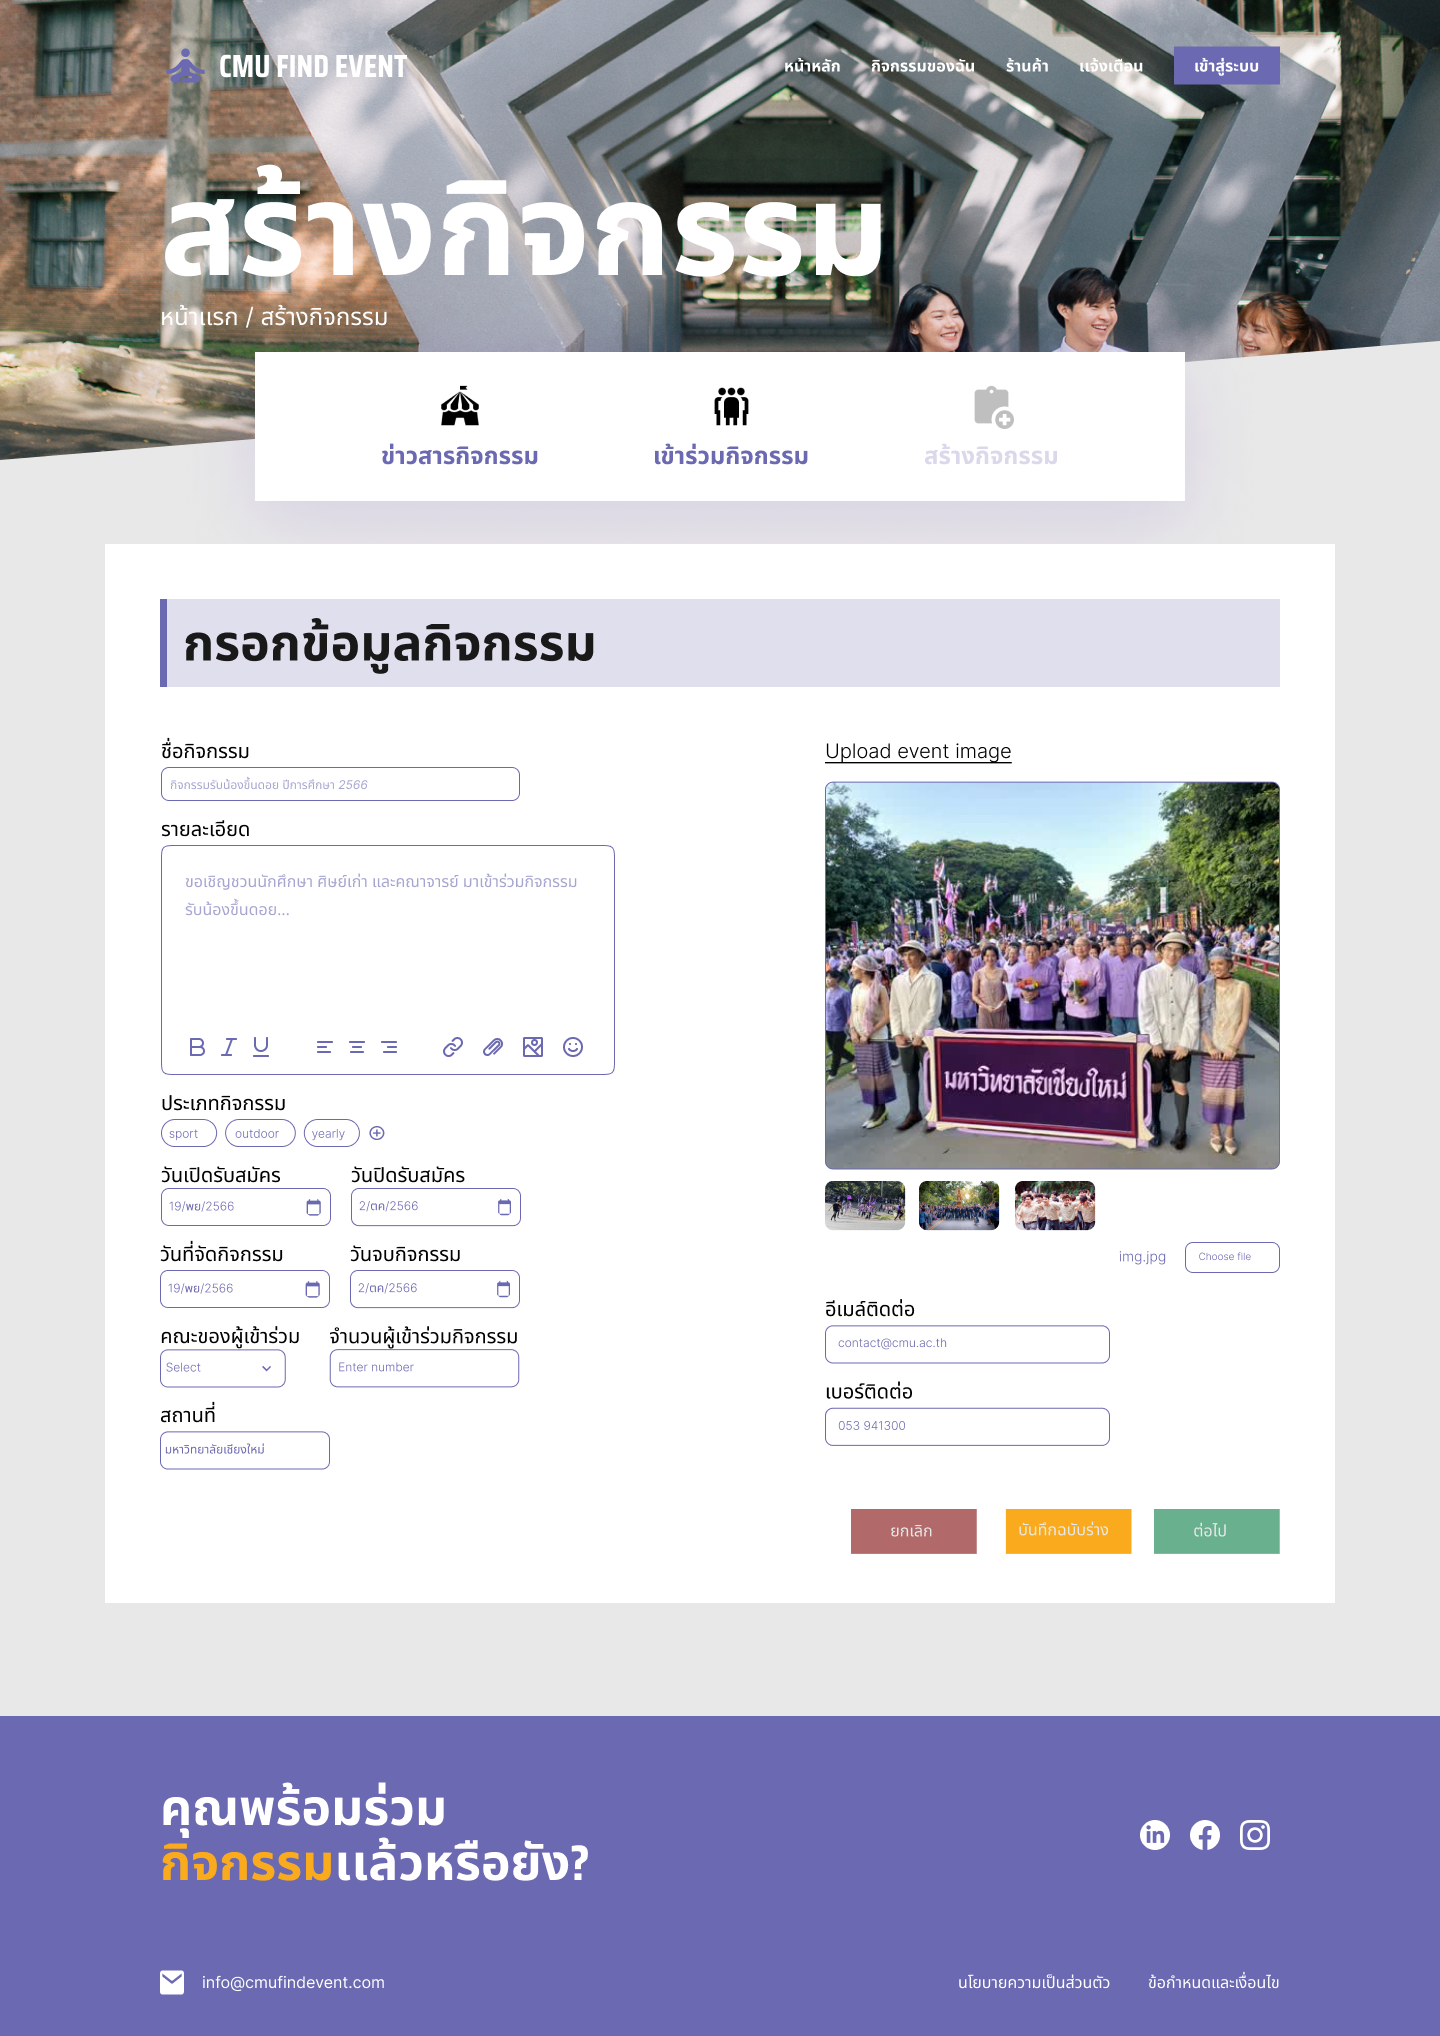 CMU FIND EVENT
หน้าหลัก กิจกรรมของฉัน ร้านค้า แจ้งเตือน เข้าสู่ระบบ
สร้างกิจกรรม
หน้าแรก / สร้างกิจกรรม
ข่าวสารกิจกรรม เข้าร่วมกิจกรรม สร้างกิจกรรม
กรอกข้อมูลกิจกรรม
ชื่อกิจกรรม
กิจกรรมรับน้องขึ้นดอย ปีการศึกษา 2566
รายละเอียด
ขอเชิญชวนนักศึกษา ศิษย์เก่า และคณาจารย์ มาเข้าร่วมกิจกรรม
รับน้องขึ้นดอย...
ประเภทกิจกรรม
sport outdoor yearly
วันเปิดรับสมัคร วันปิดรับสมัคร
19/พย/2566 2/ตค/2566
วันที่จัดกิจกรรม วันจบกิจกรรม
19/พย/2566 2/ตค/2566
คณะของผู้เข้าร่วม จำนวนผู้เข้าร่วมกิจกรรม
Select Enter number
สถานที่
มหาวิทยาลัยเชียงใหม่
Upload event image
มหาวิทยาลัยเชียงใหม่
img.jpg Choose file
อีเมล์ติดต่อ
contact@cmu.ac.th
เบอร์ติดต่อ
053 941300
ยกเลิก บันทึกฉบับร่าง ต่อไป
คุณพร้อมร่วม
กิจกรรมแล้วหรือยัง?
info@cmufindevent.com
นโยบายความเป็นส่วนตัว ข้อกำหนดและเงื่อนไข